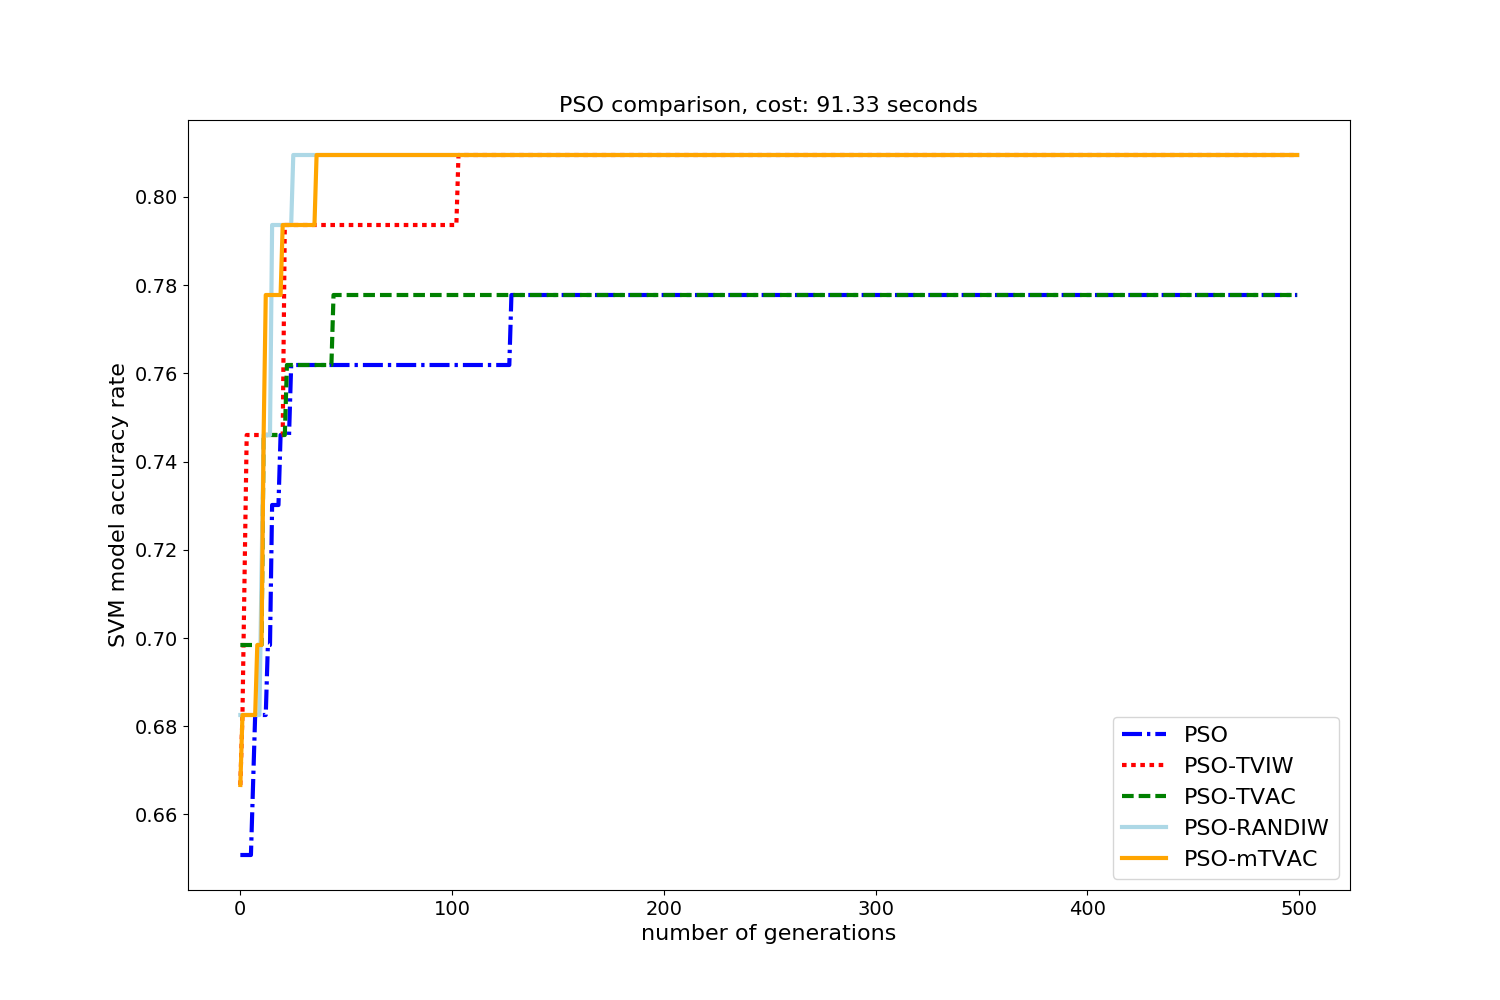 PSO comparison, cost: 91.33 seconds
SVM model accuracy rate
0.80
0.78
0.76
0.74
0.72
0.70
0.68
0.66
0 100 200 300 400 500
number of generations
PSO
PSO-TVIW
PSO-TVAC
PSO-RANDIW
PSO-mTVAC